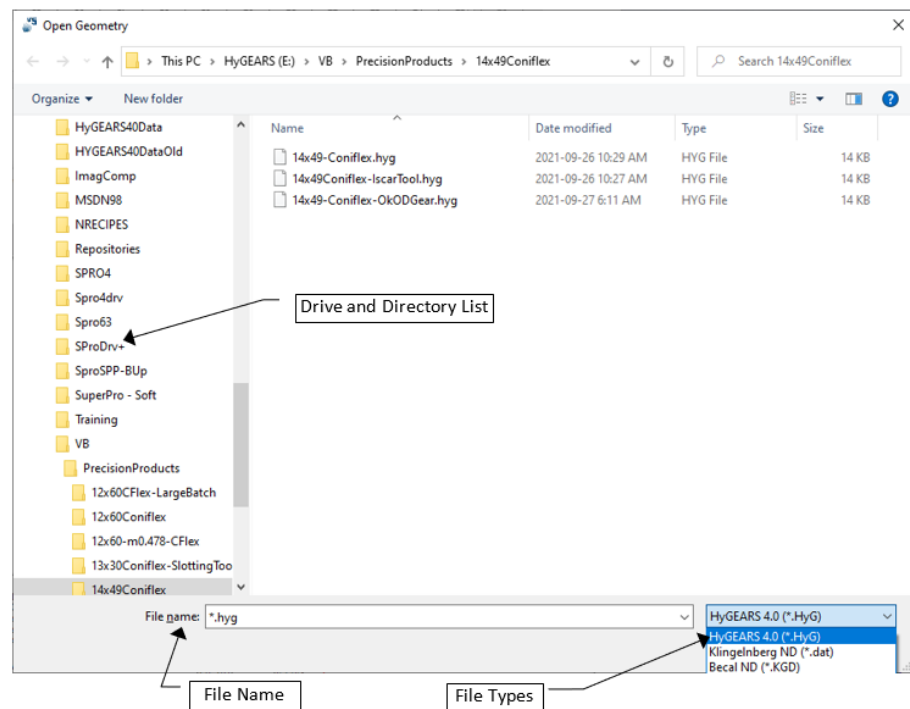 Open Geometry
This PC > HyGEARS (E:) > VB > PrecisionProducts > 14x49Coniflex
Search 14x49Coniflex
Organize New folder
HyGEARS40Data
HYGEARS40DataOld
ImagComp
MSDN98
NRECIPES
Repositories
SPRO4
Spro4drv
Spro63
SProDrv+
SproSPP-BUp
SuperPro - Soft
Training
VB
PrecisionProducts
12x60CFlex-LargeBatch
12x60Coniflex
12x60-m0.478-CFlex
13x30Coniflex-SlottingToo
14x49Coniflex
Name Date modified Type Size
14x49-Coniflex.hyg 2021-09-26 10:29 AM HYG File 14 KB
14x49Coniflex-IscarTool.hyg 2021-09-26 10:27 AM HYG File 14 KB
14x49-Coniflex-OkODGear.hyg 2021-09-27 6:11 AM HYG File 14 KB
Drive and Directory List
File name: *.hyg
HyGEARS 4.0 (*.HyG)
HyGEARS 4.0 (*.HyG)
Klingelnberg ND (*.dat)
Becal ND (*.KGD)
File Name
File Types